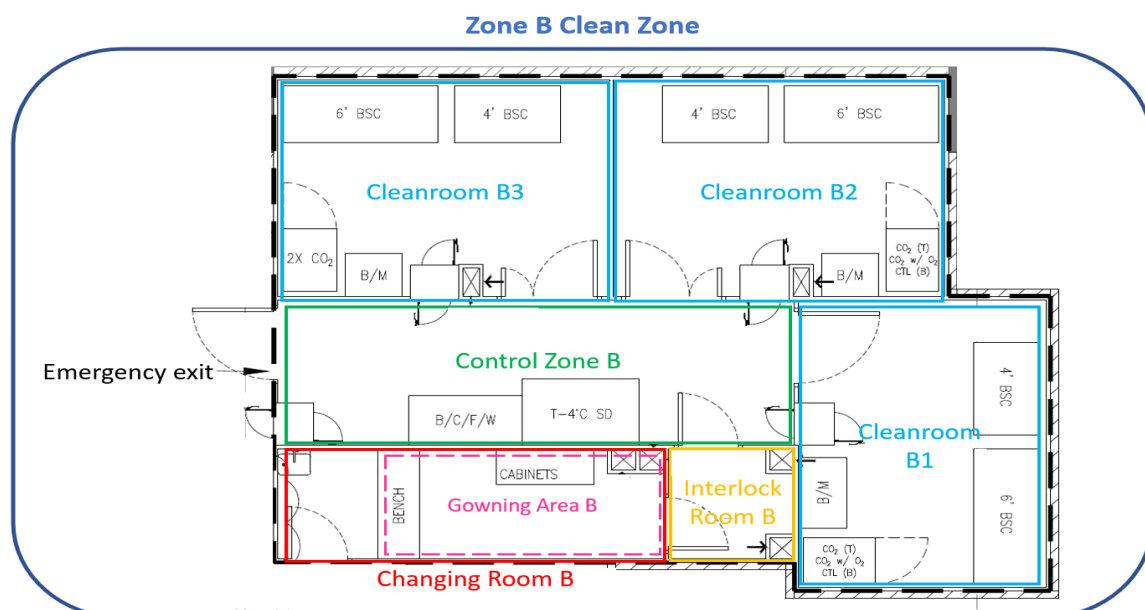 Zone B Clean Zone
6' BSC
4' BSC
4' BSC
6' BSC
Cleanroom B3
Cleanroom B2
2X CO₂
B/M
B/M
CO₂ (T)
CO₂ w/ O₂
CTL (B)
Emergency exit
Control Zone B
B/C/F/W
T-4°C SD
4' BSC
Cleanroom
B1
CABINETS
BENCH
Gowning Area B
Interlock
Room B
B/M
6' BSC
CO₂ (T)
CO₂ w/ O₂
CTL (B)
Changing Room B